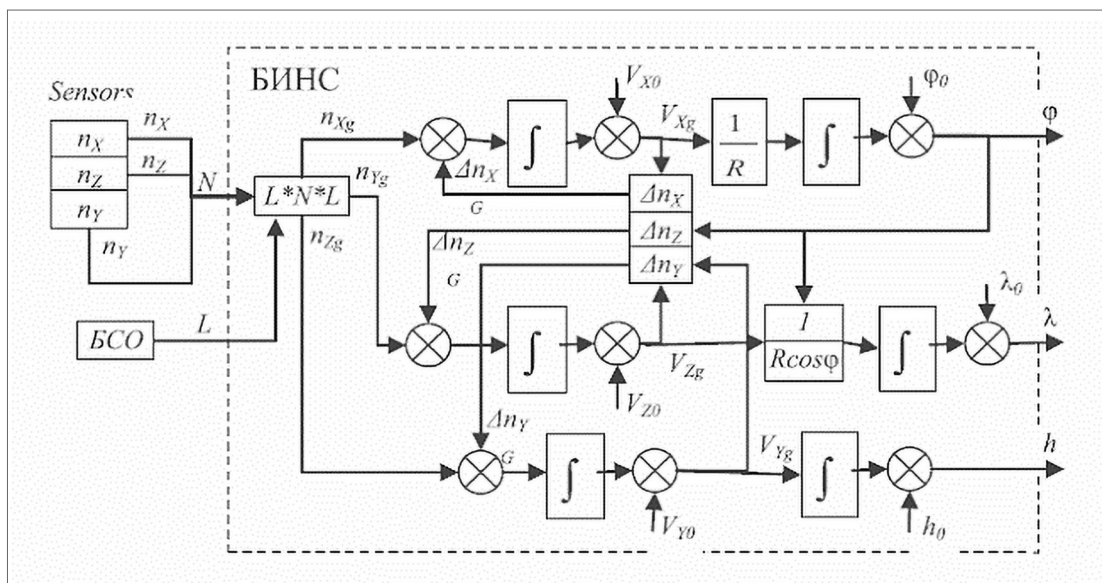 Sensors
БИНС
n_X
n_Z
n_Y
n_X
n_Z
n_Y
N
L*N*L
БСО
L
n_Xg
n_Yg
n_Zg
Δn_X
G
Δn_Z
G
Δn_Y
G
∫
V_X0
V_Xg
1
R
∫
φ_0
φ
Δn_X
Δn_Z
Δn_Y
∫
V_Z0
V_Zg
1
Rcosφ
∫
λ_0
λ
∫
V_Y0
V_Yg
∫
h_0
h